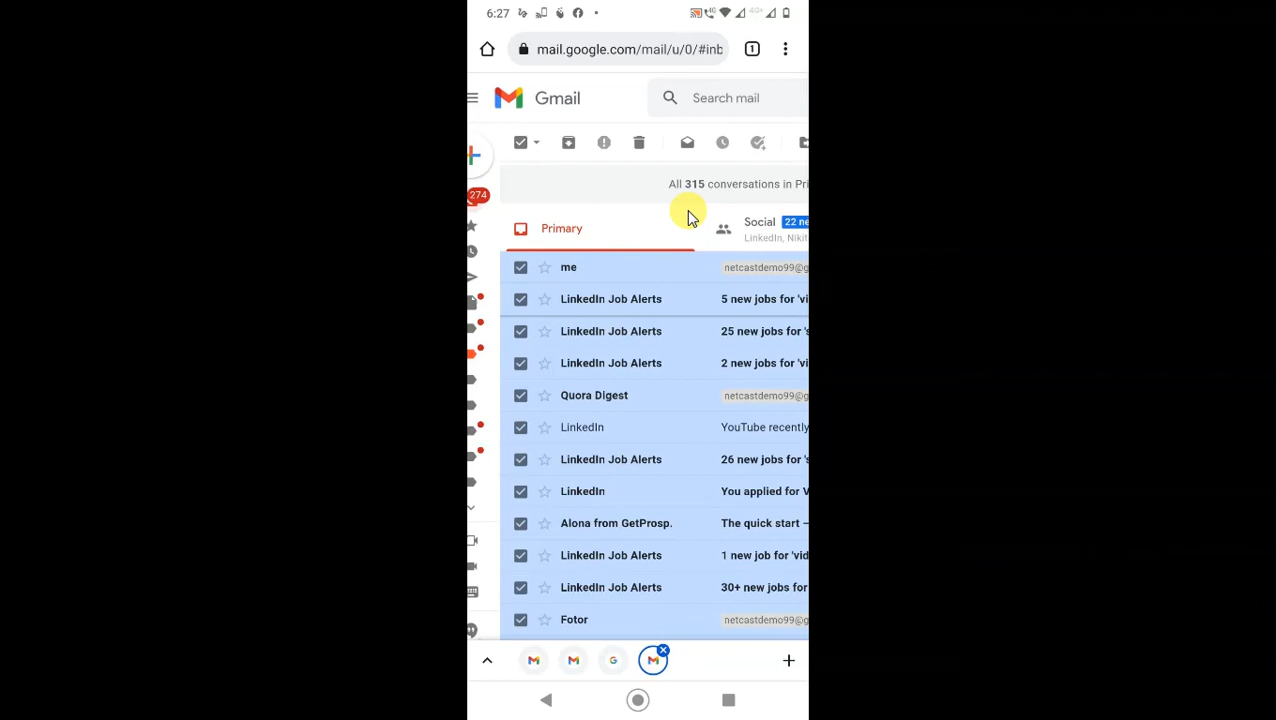 6:27
4G+
mail.google.com/mail/u/0/#inb
1
Gmail
Search mail
274
All 315 conversations in Pri
Primary
Social 22 ne
LinkedIn, Nikit
me netcastdemo99@g
LinkedIn Job Alerts 5 new jobs for 'vi
LinkedIn Job Alerts 25 new jobs for 's
LinkedIn Job Alerts 2 new jobs for 'vi
Quora Digest netcastdemo99@g
LinkedIn YouTube recently
LinkedIn Job Alerts 26 new jobs for 's
LinkedIn You applied for V
Alona from GetProsp. The quick start –
LinkedIn Job Alerts 1 new job for 'vid
LinkedIn Job Alerts 30+ new jobs for
Fotor netcastdemo99@g